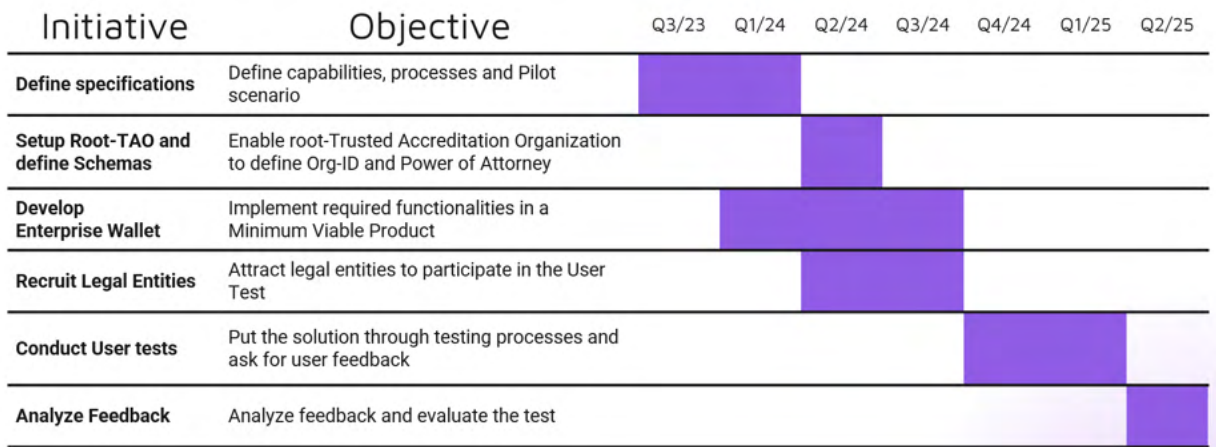 Initiative Objective Q3/23 Q1/24 Q2/24 Q3/24 Q4/24 Q1/25 Q2/25
Define specifications
Define capabilities, processes and Pilot
scenario
Setup Root-TAO and
define Schemas
Enable root-Trusted Accreditation Organization
to define Org-ID and Power of Attorney
Develop
Enterprise Wallet
Implement required functionalities in a
Minimum Viable Product
Recruit Legal Entities
Attract legal entities to participate in the User
Test
Conduct User tests
Put the solution through testing processes and
ask for user feedback
Analyze Feedback
Analyze feedback and evaluate the test